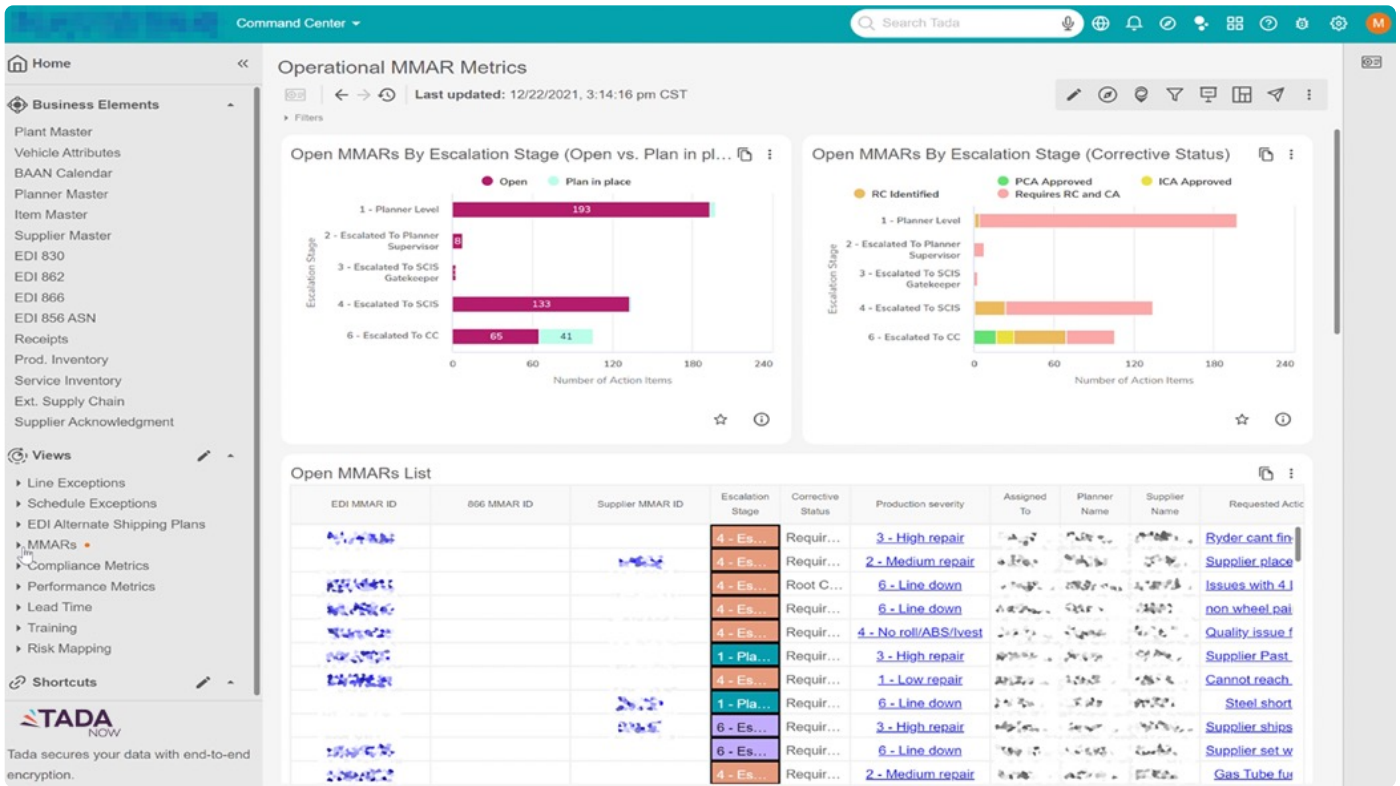 Command Center
Search Tada
M
Home
Business Elements
Plant Master
Vehicle Attributes
BAAN Calendar
Planner Master
Item Master
Supplier Master
EDI 830
EDI 862
EDI 866
EDI 856 ASN
Receipts
Prod. Inventory
Service Inventory
Ext. Supply Chain
Supplier Acknowledgment
Views
Line Exceptions
Schedule Exceptions
EDI Alternate Shipping Plans
MMARs
Compliance Metrics
Performance Metrics
Lead Time
Training
Risk Mapping
Shortcuts
TADA
NOW
Tada secures your data with end-to-end
encryption.
Operational MMAR Metrics
Last updated: 12/22/2021, 3:14:16 pm CST
Filters
Open MMARs By Escalation Stage (Open vs. Plan in pl...
Open Plan in place
Escalation Stage
1 - Planner Level 193
2 - Escalated To Planner
Supervisor 8
3 - Escalated To SCIS
Gatekeeper
4 - Escalated To SCIS 133
6 - Escalated To CC 65 41
0 60 120 180 240
Number of Action Items
Open MMARs By Escalation Stage (Corrective Status)
RC Identified PCA Approved ICA Approved
Requires RC and CA
Escalation Stage
1 - Planner Level
2 - Escalated To Planner
Supervisor
3 - Escalated To SCIS
Gatekeeper
4 - Escalated To SCIS
6 - Escalated To CC
0 60 120 180 240
Number of Action Items
Open MMARs List
EDI MMAR ID 866 MMAR ID Supplier MMAR ID Escalation Stage Corrective Status Production severity Assigned To Planner Name Supplier Name Requested Actic
4 - Es... Requir... 3 - High repair Ryder cant fin
4 - Es... Requir... 2 - Medium repair Supplier place
4 - Es... Root C... 6 - Line down Issues with 4 l
4 - Es... Requir... 6 - Line down non wheel pai
4 - Es... Requir... 4 - No roll/ABS/Ivest Quality issue f
1 - Pla... Requir... 3 - High repair Supplier Past
4 - Es... Requir... 1 - Low repair Cannot reach
1 - Pla... Requir... 6 - Line down Steel short
6 - Es... Requir... 3 - High repair Supplier ships
6 - Es... Requir... 6 - Line down Supplier set w
4 - Es... Requir... 2 - Medium repair Gas Tube fu